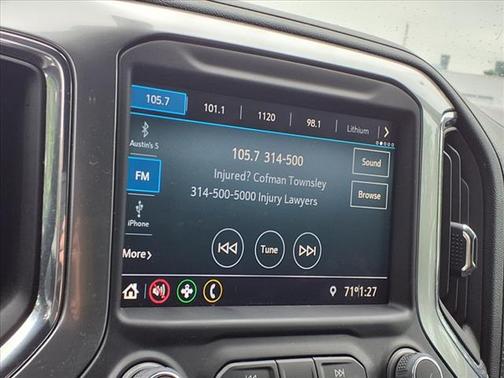 105.7 101.1 1120 98.1 Lithium
Austin's S
105.7 314-500
Sound
FM
Injured? Cofman Townsley
314-500-5000 Injury Lawyers
Browse
iPhone
More
Tune
71° 1:27